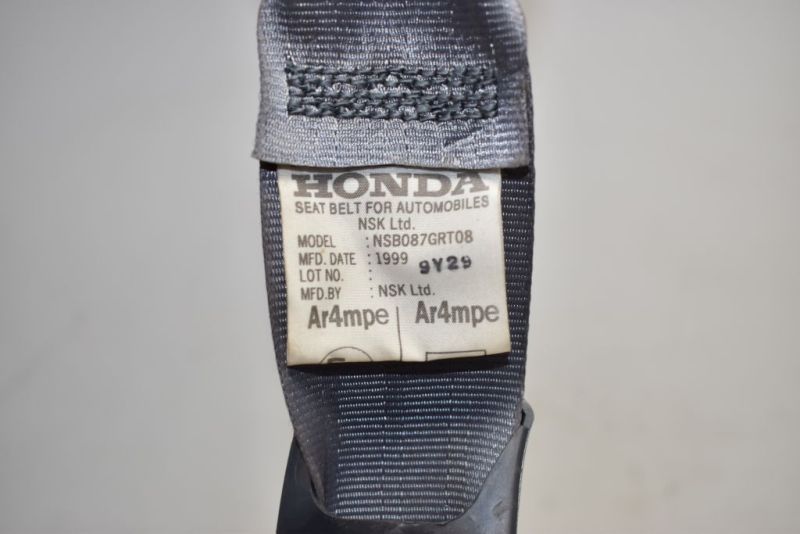 HONDA
SEAT BELT FOR AUTOMOBILES
NSK Ltd.
MODEL : NSB087GRT08
MFD. DATE : 1999
LOT NO. : 9Y29
MFD.BY : NSK Ltd.
Ar4mpe | Ar4mpe